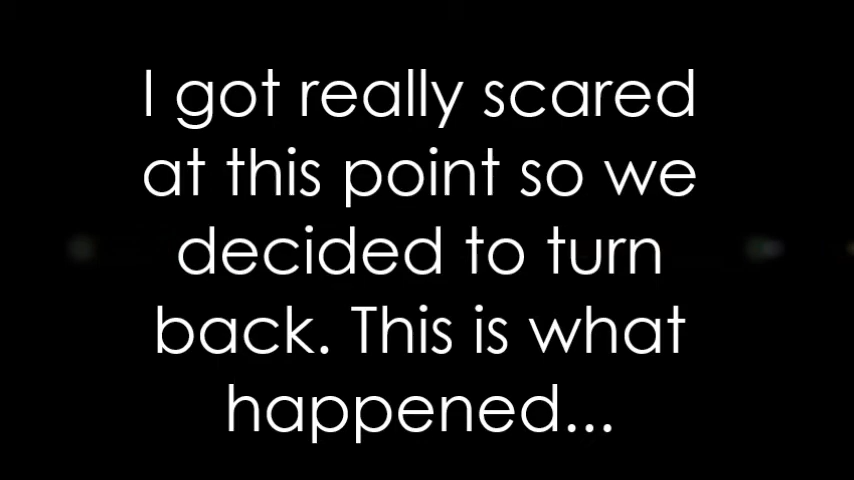 I got really scared
at this point so we
decided to turn
back. This is what
happened...